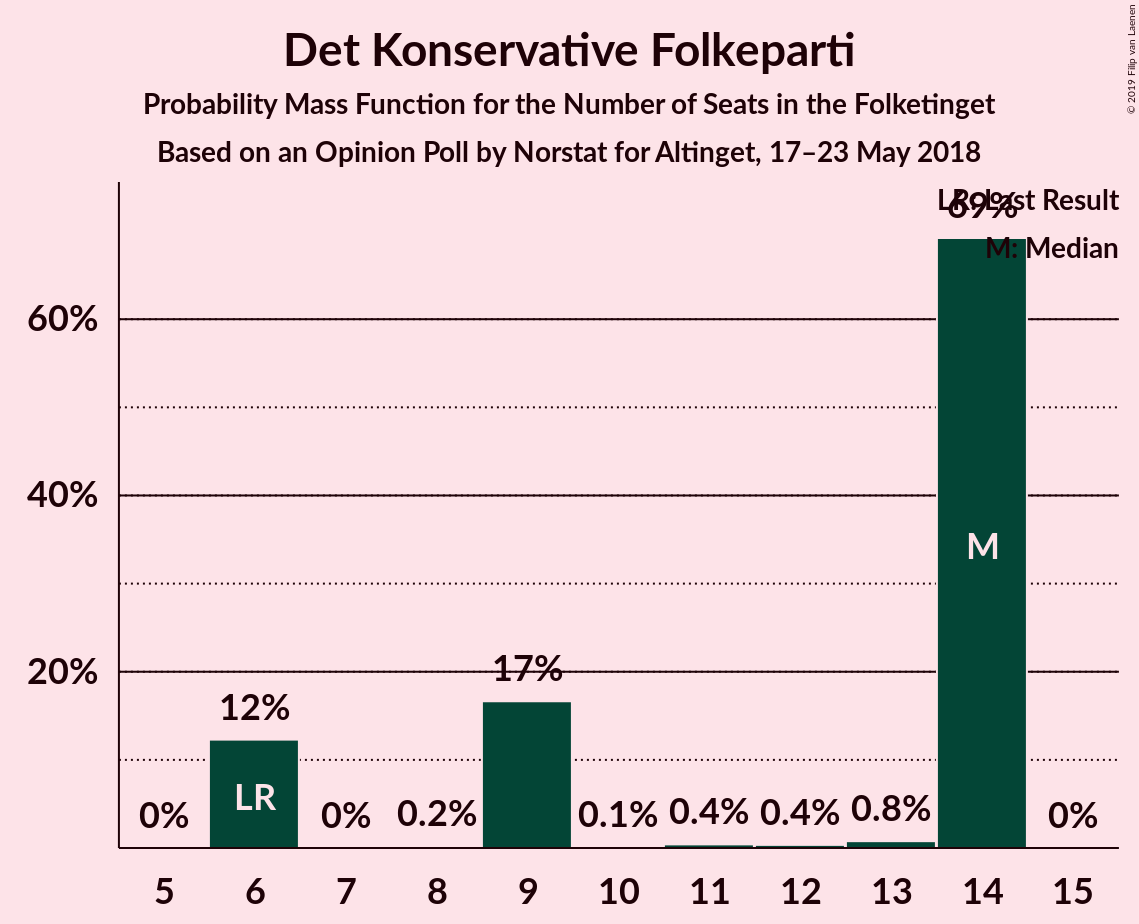 Det Konservative Folkeparti
Probability Mass Function for the Number of Seats in the Folketinget
Based on an Opinion Poll by Norstat for Altinget, 17–23 May 2018
© 2019 Filip van Laenen
LR: Last Result
M: Median
69%
60%
40%
20%
M
17%
12%
LR
0%
0%
0.2%
0.1%
0.4%
0.4%
0.8%
0%
5 6 7 8 9 10 11 12 13 14 15